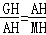 GH/AH = AH/MH